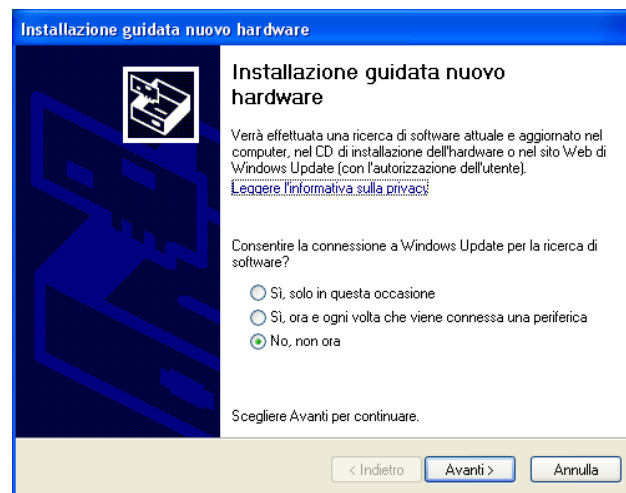 Installazione guidata nuovo hardware
Installazione guidata nuovo
hardware
Verrà effettuata una ricerca di software attuale e aggiornato nel
computer, nel CD di installazione dell'hardware o nel sito Web di
Windows Update (con l'autorizzazione dell'utente).
Leggere l'informativa sulla privacy
Consentire la connessione a Windows Update per la ricerca di
software?
Sì, solo in questa occasione
Sì, ora e ogni volta che viene connessa una periferica
No, non ora
Scegliere Avanti per continuare.
< Indietro Avanti > Annulla